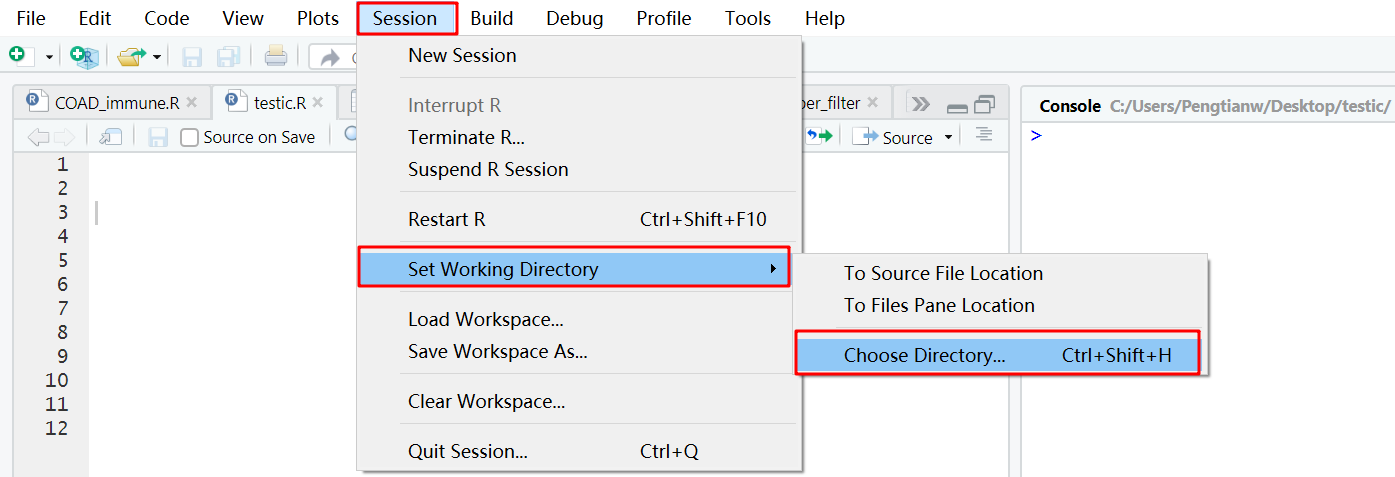 File Edit Code View Plots Session Build Debug Profile Tools Help
New Session
COAD_immune.R testic.R
Interrupt R
per_filter
Console C:/Users/Pengtianw/Desktop/testic/
Source on Save
Terminate R...
Source
>
Suspend R Session
Restart R Ctrl+Shift+F10
Set Working Directory
To Source File Location
To Files Pane Location
Load Workspace...
Save Workspace As...
Choose Directory... Ctrl+Shift+H
Clear Workspace...
Quit Session... Ctrl+Q
1
2
3
4
5
6
7
8
9
10
11
12